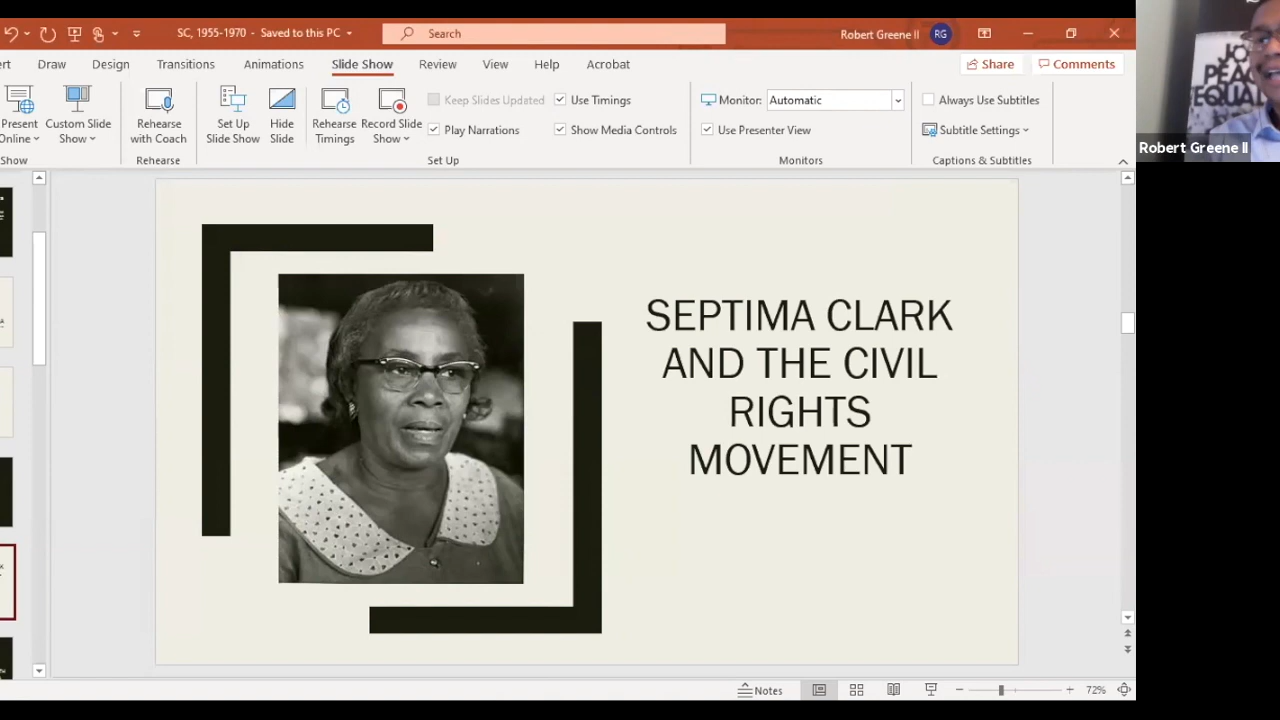 SC, 1955-1970 - Saved to this PC
Search
Robert Greene II
RG
Draw
Design
Transitions
Animations
Slide Show
Review
View
Help
Acrobat
Share
Comments
Present
Online
Custom Slide
Show
Rehearse
with Coach
Set Up
Slide Show
Hide
Slide
Rehearse
Timings
Record Slide
Show
Keep Slides Updated
Play Narrations
Use Timings
Show Media Controls
Monitor: Automatic
Use Presenter View
Always Use Subtitles
Subtitle Settings
Show
Rehearse
Set Up
Monitors
Captions & Subtitles
Robert Greene II
SEPTIMA CLARK
AND THE CIVIL
RIGHTS
MOVEMENT
Notes
72%